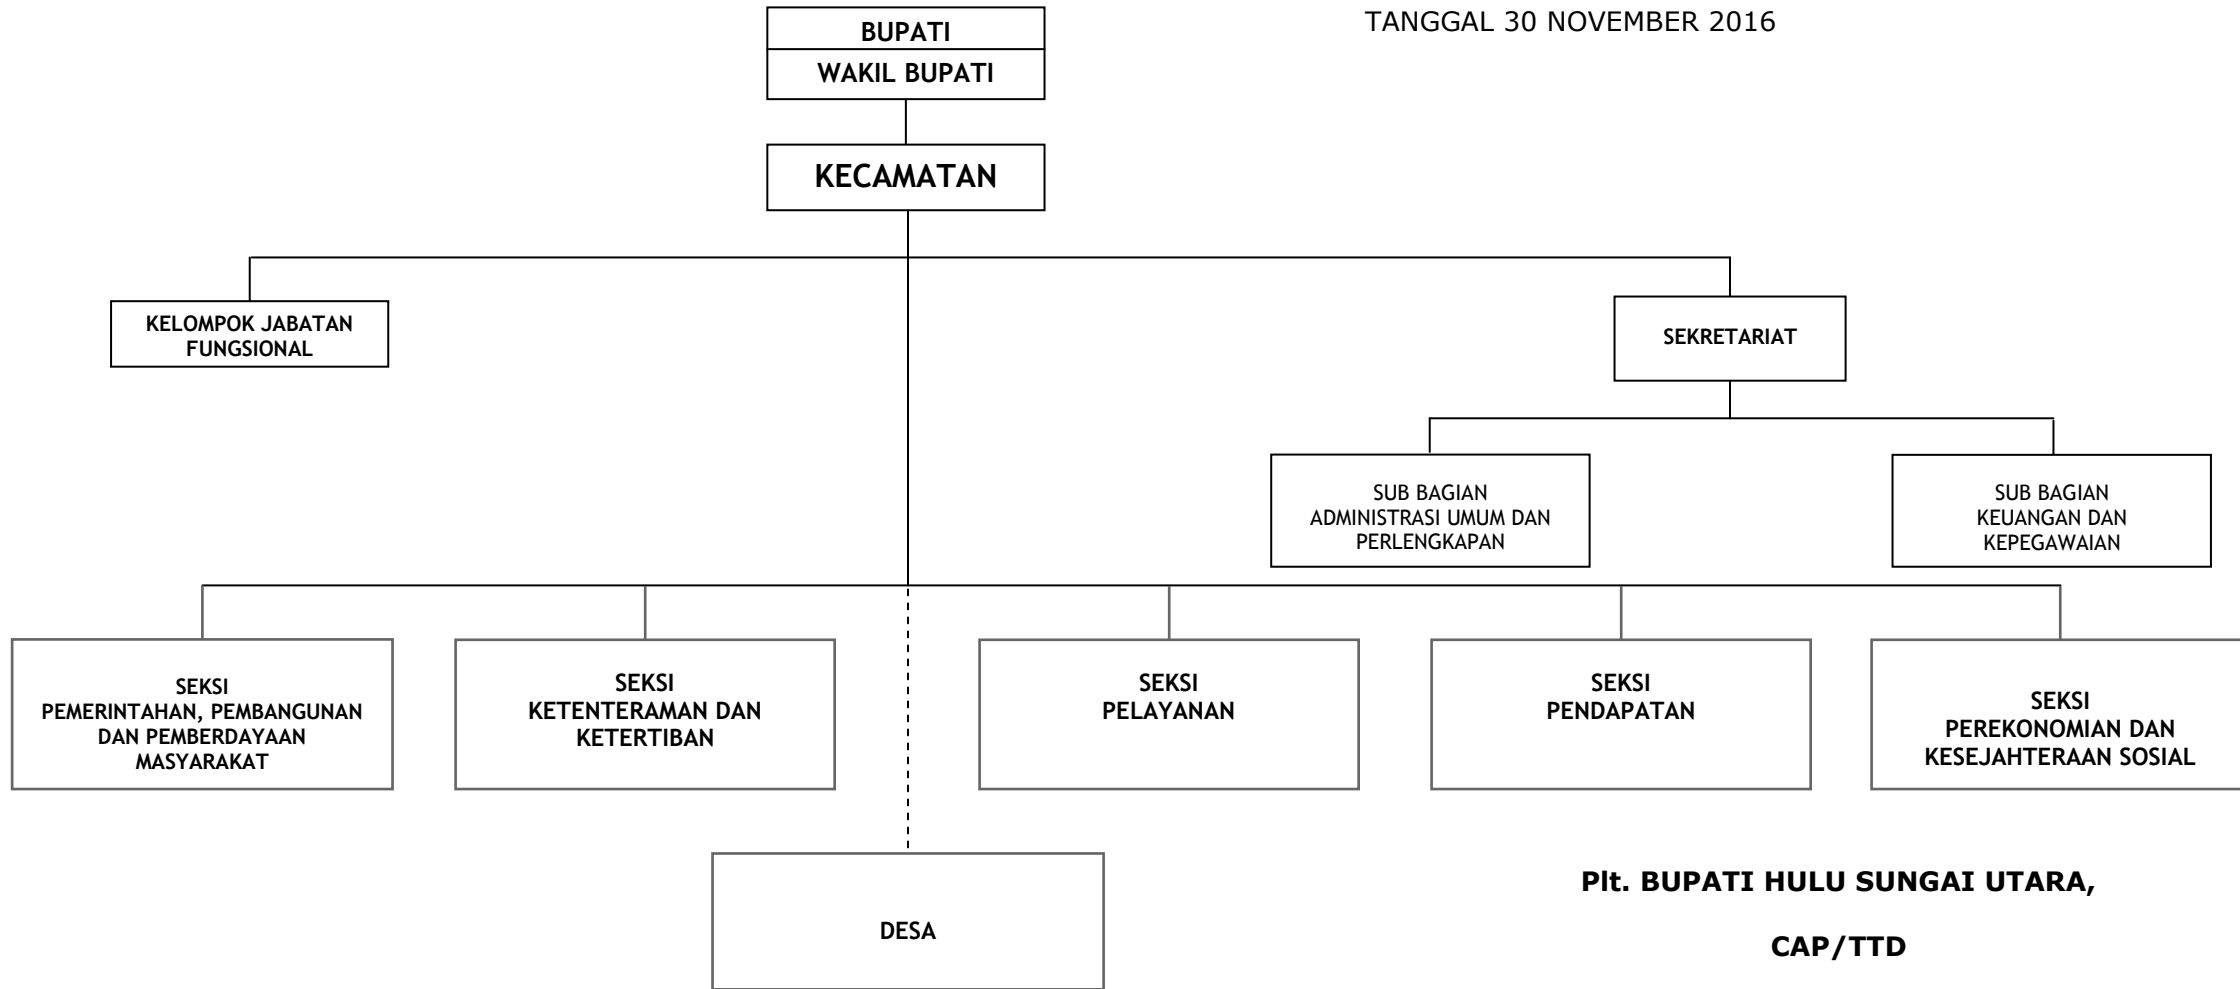 TANGGAL 30 NOVEMBER 2016
BUPATI
WAKIL BUPATI
KECAMATAN
KELOMPOK JABATAN
FUNGSIONAL
SEKRETARIAT
SUB BAGIAN
ADMINISTRASI UMUM DAN
PERLENGKAPAN
SUB BAGIAN
KEUANGAN DAN
KEPEGAWAIAN
SEKSI
PEMERINTAHAN, PEMBANGUNAN
DAN PEMBERDAYAAN
MASYARAKAT
SEKSI
KETENTERAMAN DAN
KETERTIBAN
SEKSI
PELAYANAN
SEKSI
PENDAPATAN
SEKSI
PEREKONOMIAN DAN
KESEJAHTERAAN SOSIAL
DESA
Plt. BUPATI HULU SUNGAI UTARA,
CAP/TTD